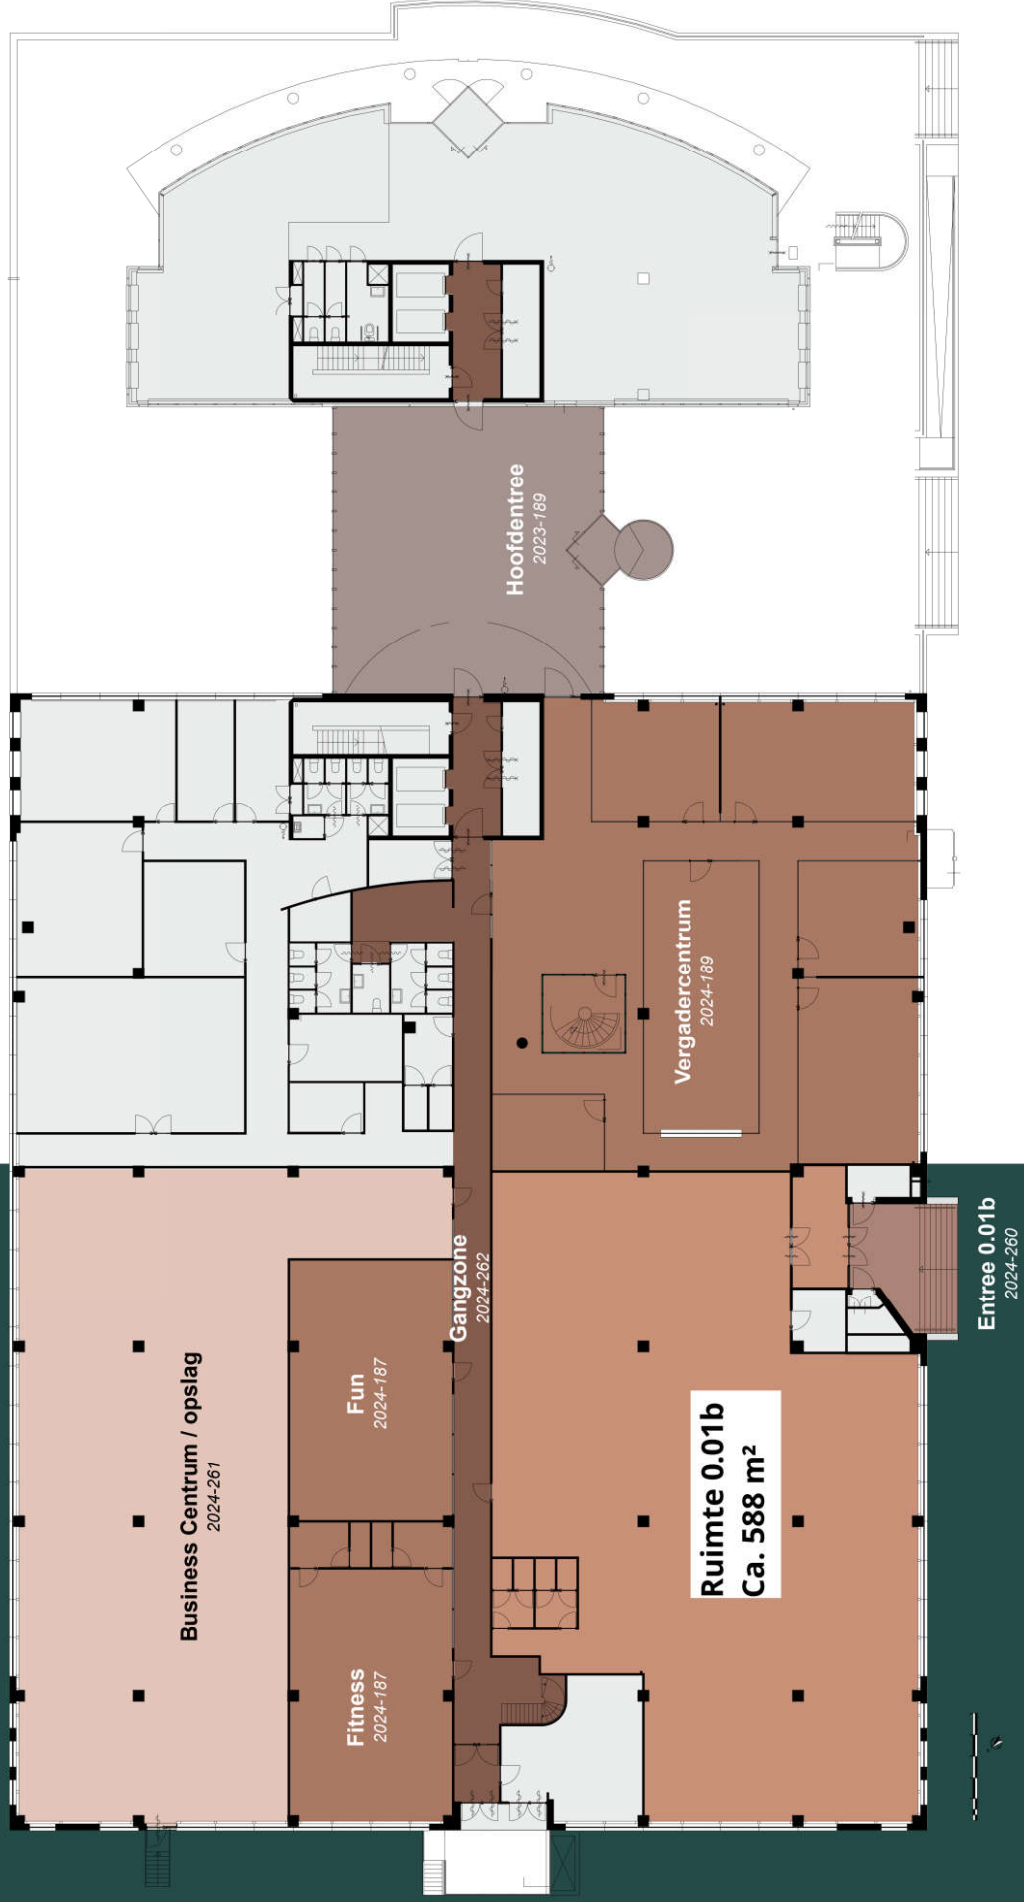 Hoofdentree
2023-189
Vergadercentrum
2024-189
Gangzone
2024-262
Entree 0.01b
2024-260
Business Centrum / opslag
2024-261
Fun
2024-187
Fitness
2024-187
Ruimte 0.01b
Ca. 588 m²